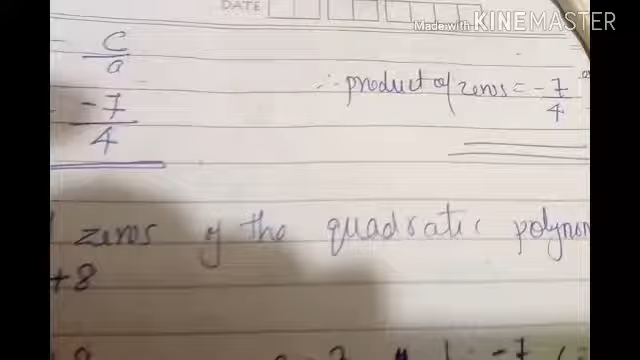 DATE
Made with KINEMASTER
= c/a
-7/4
∴ product of zeros = -7/4
zeros of the quadratic polynom
+8